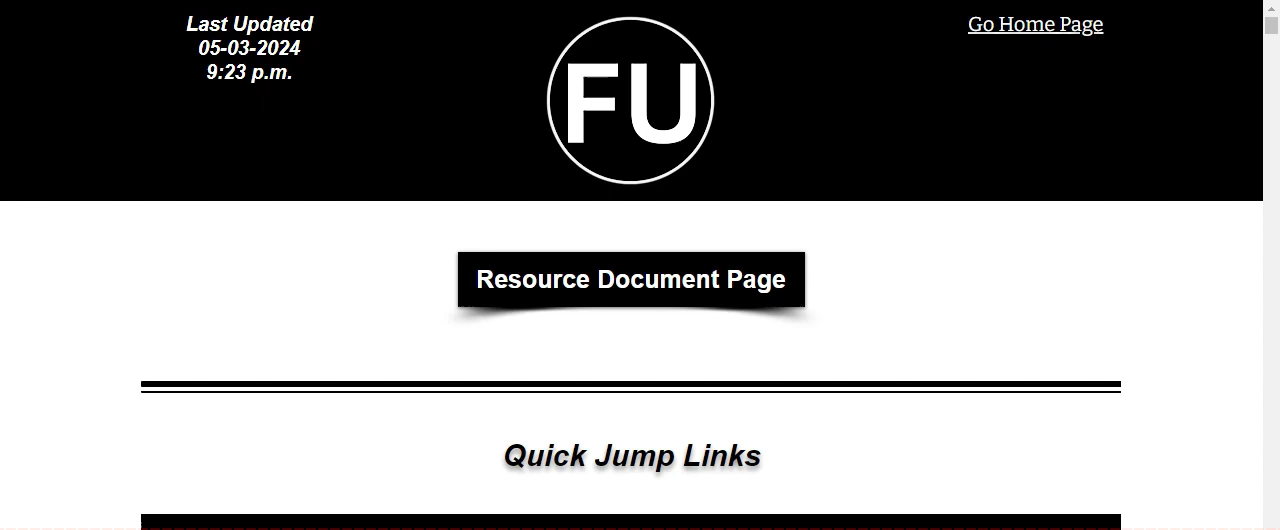 Last Updated
05-03-2024
9:23 p.m.
FU
Go Home Page
Resource Document Page
Quick Jump Links